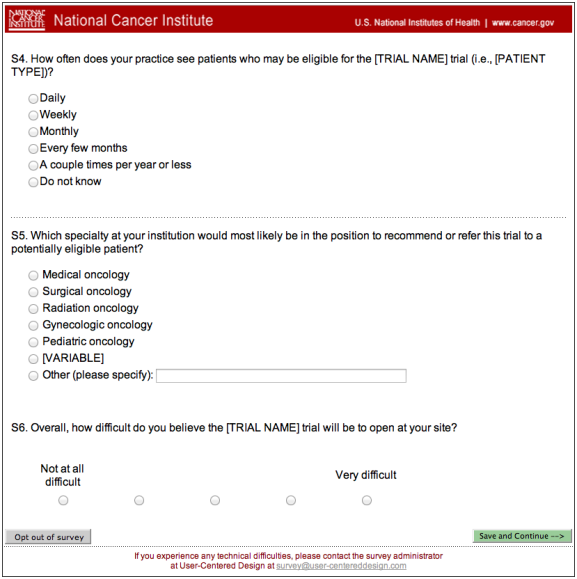 NATIONAL
CANCER
INSTITUTE
National Cancer Institute
U.S. National Institutes of Health | www.cancer.gov
S4. How often does your practice see patients who may be eligible for the [TRIAL NAME] trial (i.e., [PATIENT
TYPE])?
Daily
Weekly
Monthly
Every few months
A couple times per year or less
Do not know
S5. Which specialty at your institution would most likely be in the position to recommend or refer this trial to a
potentially eligible patient?
Medical oncology
Surgical oncology
Radiation oncology
Gynecologic oncology
Pediatric oncology
[VARIABLE]
Other (please specify):
S6. Overall, how difficult do you believe the [TRIAL NAME] trial will be to open at your site?
Not at all
difficult
Very difficult
Opt out of survey
Save and Continue -->
If you experience any technical difficulties, please contact the survey administrator
at User-Centered Design at survey@user-centereddesign.com